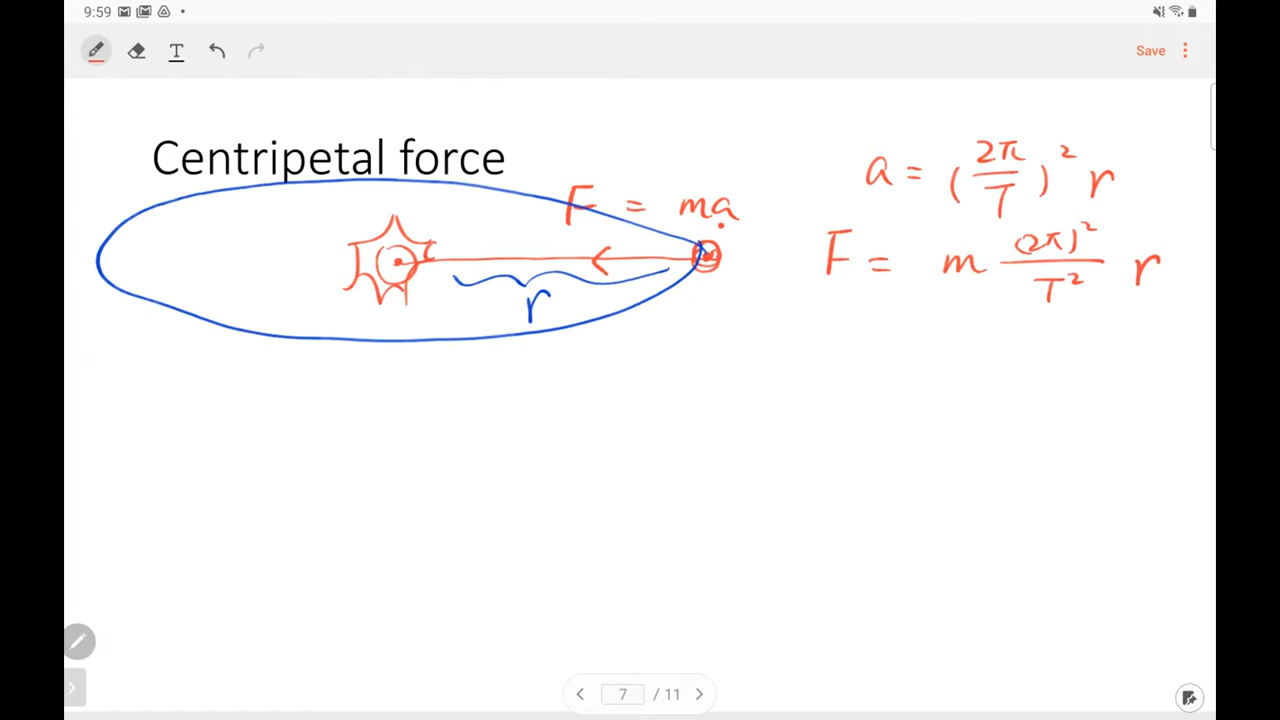 9:59
T
Save
Centripetal force
a = (2π/T)² r
F = ma
F = m (2π)²/T² r
r
7 / 11